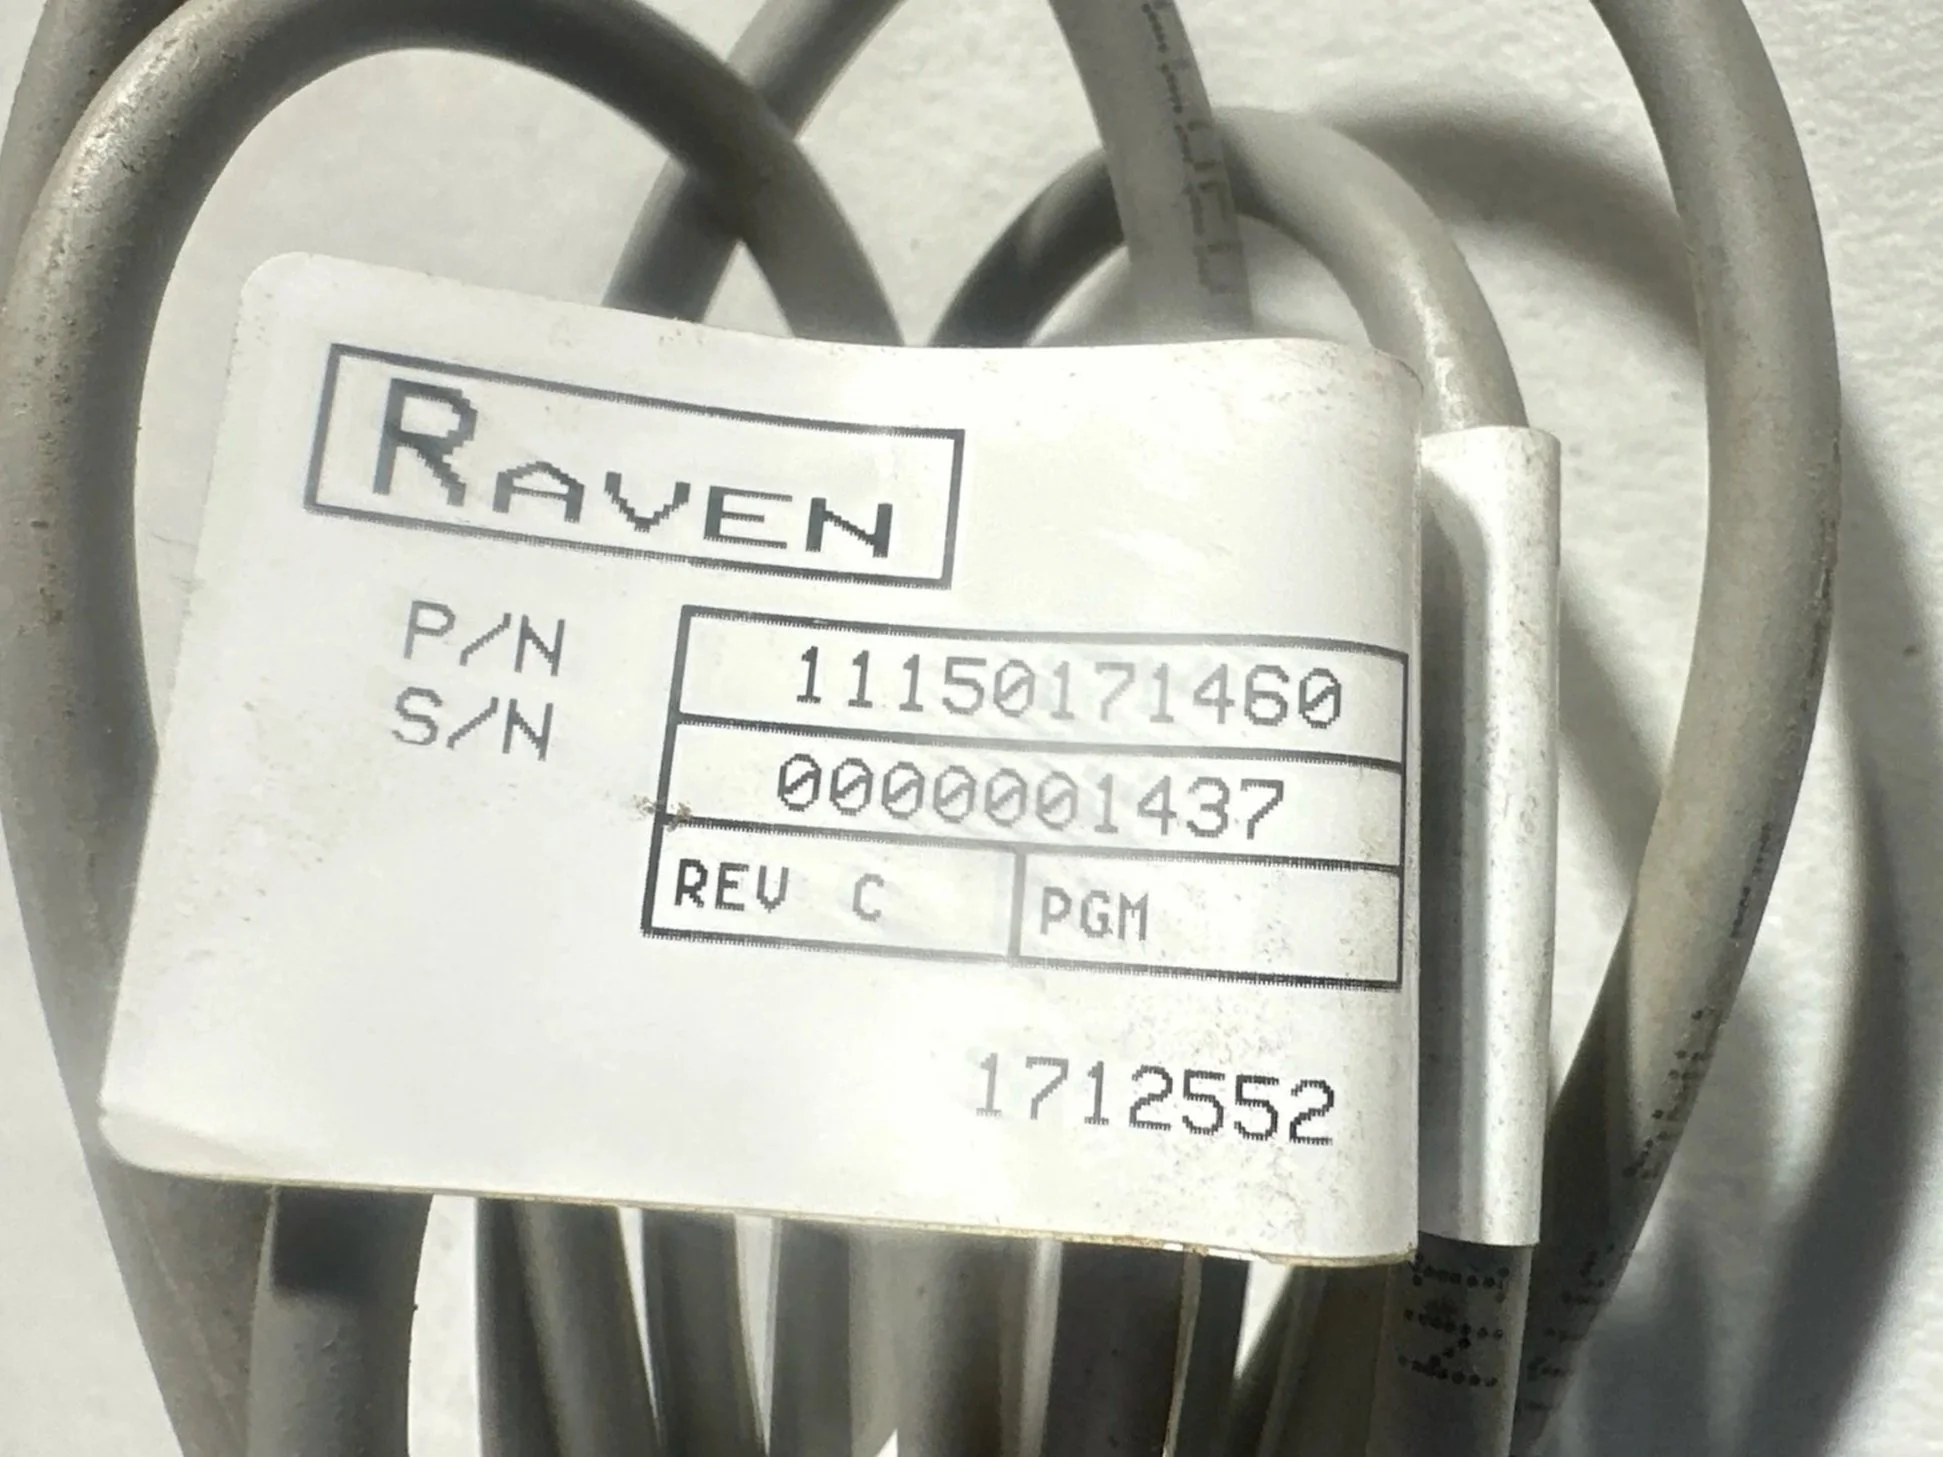 RAVEN
P/N 11150171460
S/N 0000001437
REV C PGM
1712552